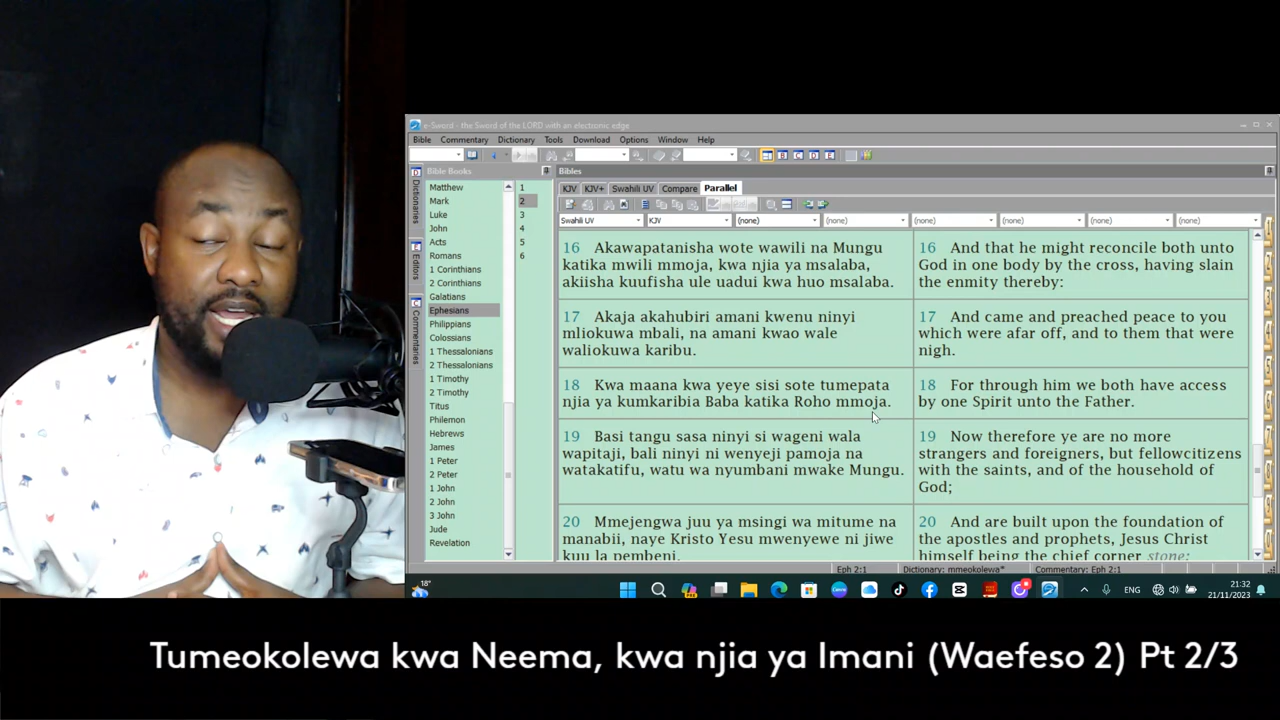 e-Sword - the Sword of the LORD with an electronic edge
Bible Commentary Dictionary Tools Download Options Window Help
Bible Books
Bibles
Dictionaries
Editors
Commentaries
KJV KJV+ Swahili UV Compare Parallel
Swahili UV KJV (none) (none) (none) (none) (none) (none)
Matthew
Mark
Luke
John
Acts
Romans
1 Corinthians
2 Corinthians
Galatians
Ephesians
Philippians
Colossians
1 Thessalonians
2 Thessalonians
1 Timothy
2 Timothy
Titus
Philemon
Hebrews
James
1 Peter
2 Peter
1 John
2 John
3 John
Jude
Revelation
1
2
3
4
5
6
16 Akawapatanisha wote wawili na Mungu
katika mwili mmoja, kwa njia ya msalaba,
akiisha kuufisha ule uadui kwa huo msalaba.
16 And that he might reconcile both unto
God in one body by the cross, having slain
the enmity thereby:
17 Akaja akahubiri amani kwenu ninyi
mliokuwa mbali, na amani kwao wale
waliokuwa karibu.
17 And came and preached peace to you
which were afar off, and to them that were
nigh.
18 Kwa maana kwa yeye sisi sote tumepata
njia ya kumkaribia Baba katika Roho mmoja.
18 For through him we both have access
by one Spirit unto the Father.
19 Basi tangu sasa ninyi si wageni wala
wapitaji, bali ninyi ni wenyeji pamoja na
watakatifu, watu wa nyumbani mwake Mungu.
19 Now therefore ye are no more
strangers and foreigners, but fellowcitizens
with the saints, and of the household of
God;
20 Mmejengwa juu ya msingi wa mitume na
manabii, naye Kristo Yesu mwenyewe ni jiwe
kuu la pembeni.
20 And are built upon the foundation of
the apostles and prophets, Jesus Christ
himself being the chief corner stone;
Eph 2:1 Dictionary: mmeokolewa* Commentary: Eph 2:1
18°
ENG
21:32
21/11/2023
Tumeokolewa kwa Neema, kwa njia ya Imani (Waefeso 2) Pt 2/3